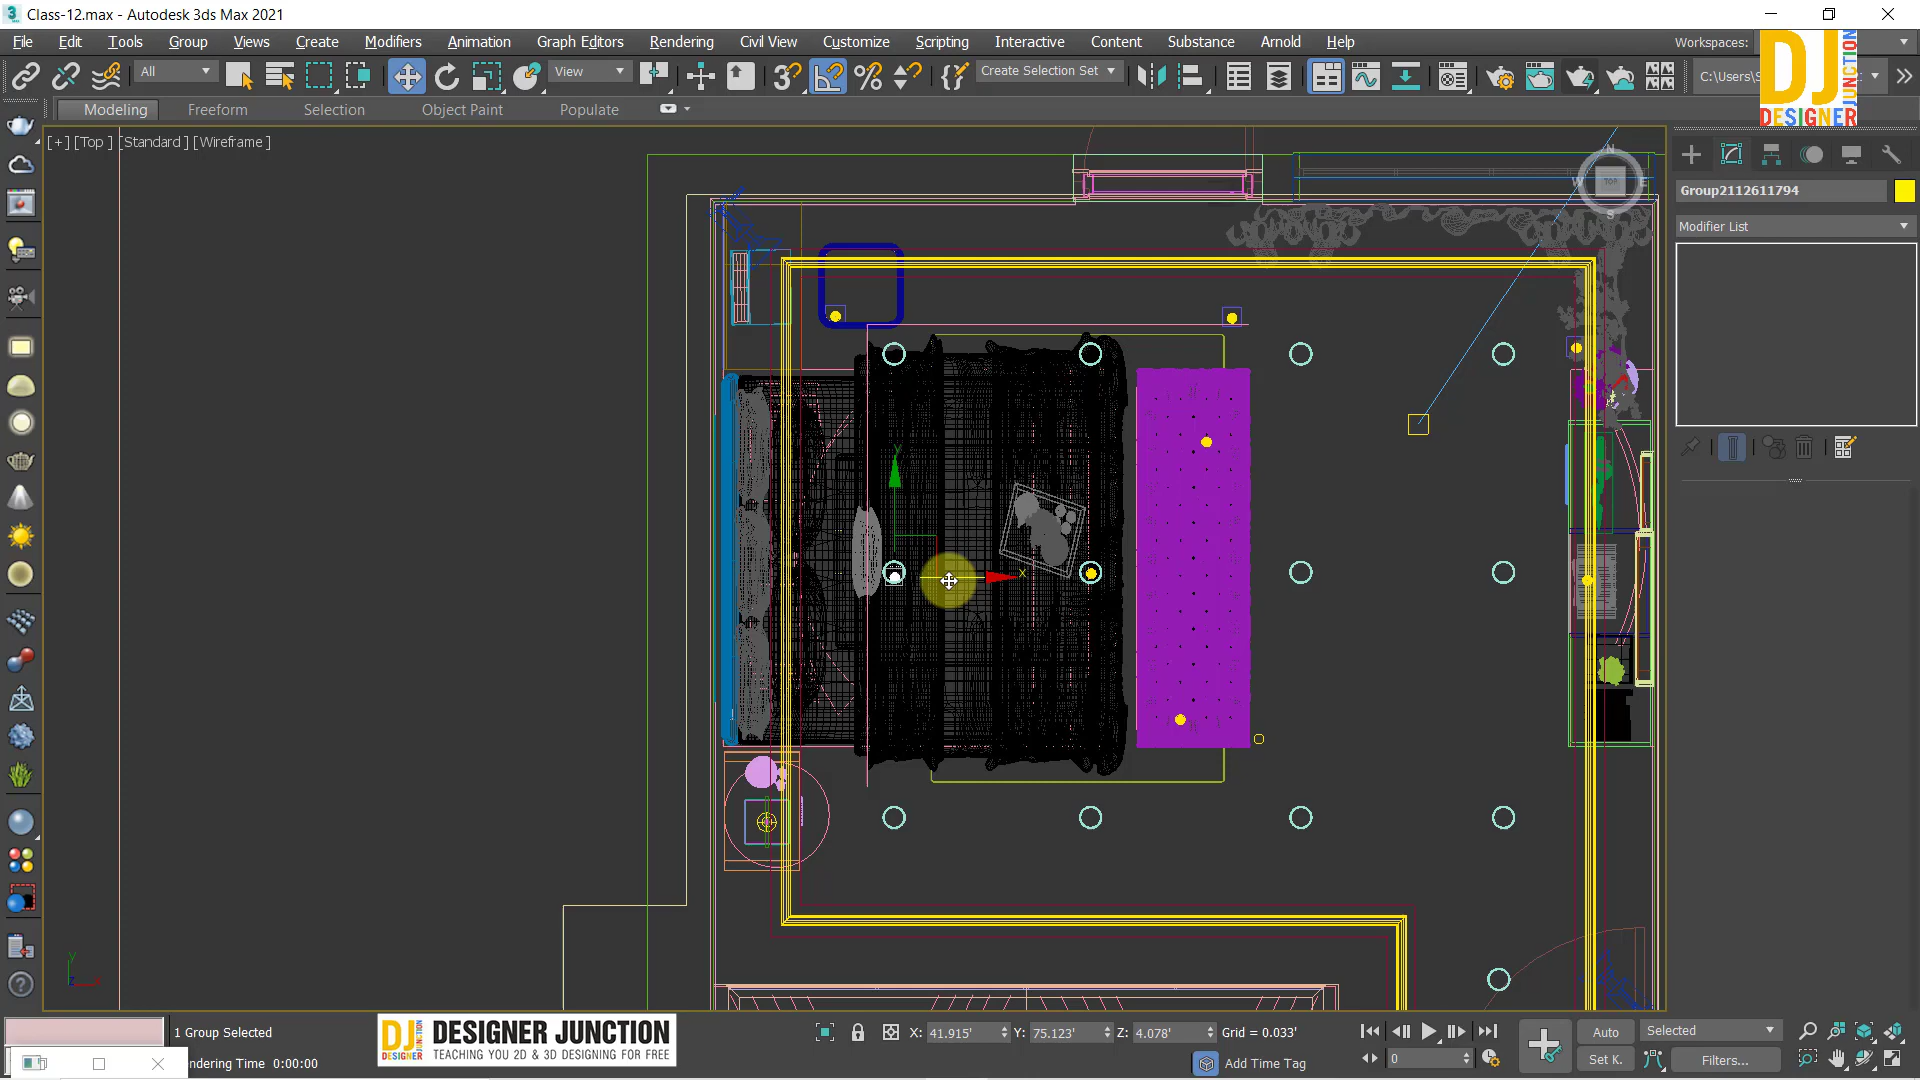 Class-12.max - Autodesk 3ds Max 2021
File Edit Tools Group Views Create Modifiers Animation Graph Editors Rendering Civil View Customize Scripting Interactive Content Substance Arnold Help
Workspaces:
All
View
Create Selection Set
C:\Users\S
DJ DESIGNER JUNCTION
Modeling Freeform Selection Object Paint Populate
[+] [Top] [Standard] [Wireframe]
N
W TOP E
S
Group2112611794
Modifier List
y
x
y
z
1 Group Selected
Rendering Time 0:00:00
DJ DESIGNER JUNCTION
TEACHING YOU 2D & 3D DESIGNING FOR FREE
X: 41.915' Y: 75.123' Z: 4.078' Grid = 0.033'
Add Time Tag
0
Auto
Selected
Set K.
Filters...